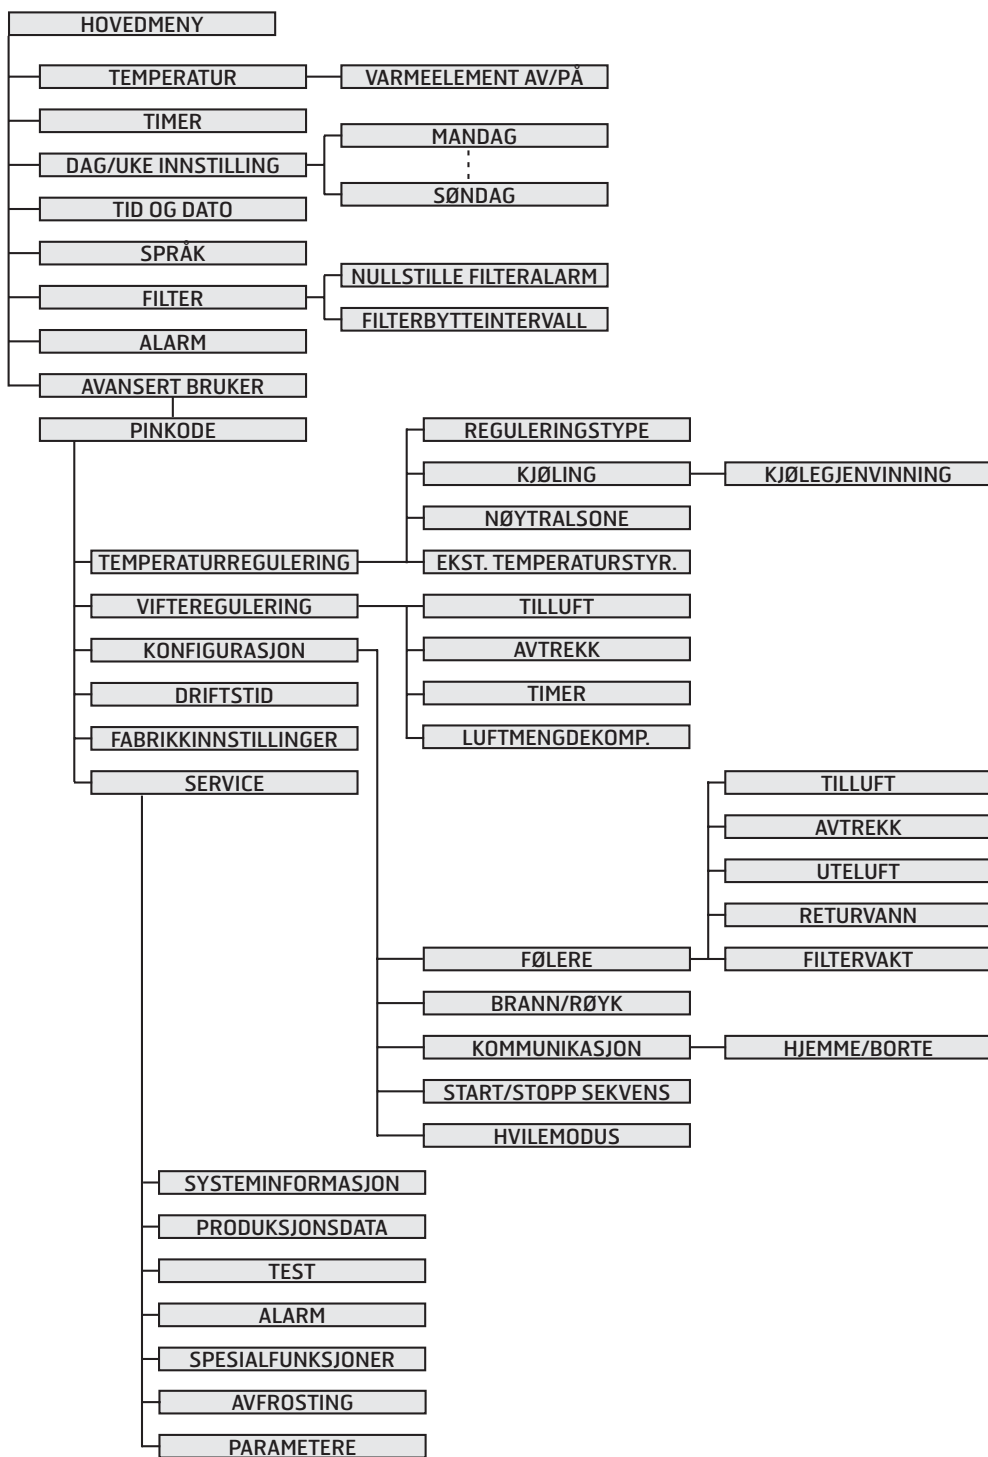 HOVEDMENY
TEMPERATUR
VARMEELEMENT AV/PÅ
TIMER
DAG/UKE INNSTILLING
MANDAG
SØNDAG
TID OG DATO
SPRÅK
FILTER
NULLSTILLE FILTERALARM
FILTERBYTTEINTERVALL
ALARM
AVANSERT BRUKER
PINKODE
TEMPERATURREGULERING
REGULERINGSTYPE
KJØLING
KJØLEGJENVINNING
NØYTRALSONE
EKST. TEMPERATURSTYR.
VIFTEREGULERING
TILLUFT
AVTREKK
TIMER
LUFTMENGDEKOMP.
KONFIGURASJON
DRIFTSTID
FABRIKKINNSTILLINGER
SERVICE
FØLERE
TILLUFT
AVTREKK
UTELUFT
RETURVANN
FILTERVAKT
BRANN/RØYK
KOMMUNIKASJON
HJEMME/BORTE
START/STOPP SEKVENS
HVILEMODUS
SYSTEMINFORMASJON
PRODUKSJONSDATA
TEST
ALARM
SPESIALFUNKSJONER
AVFROSTING
PARAMETERE